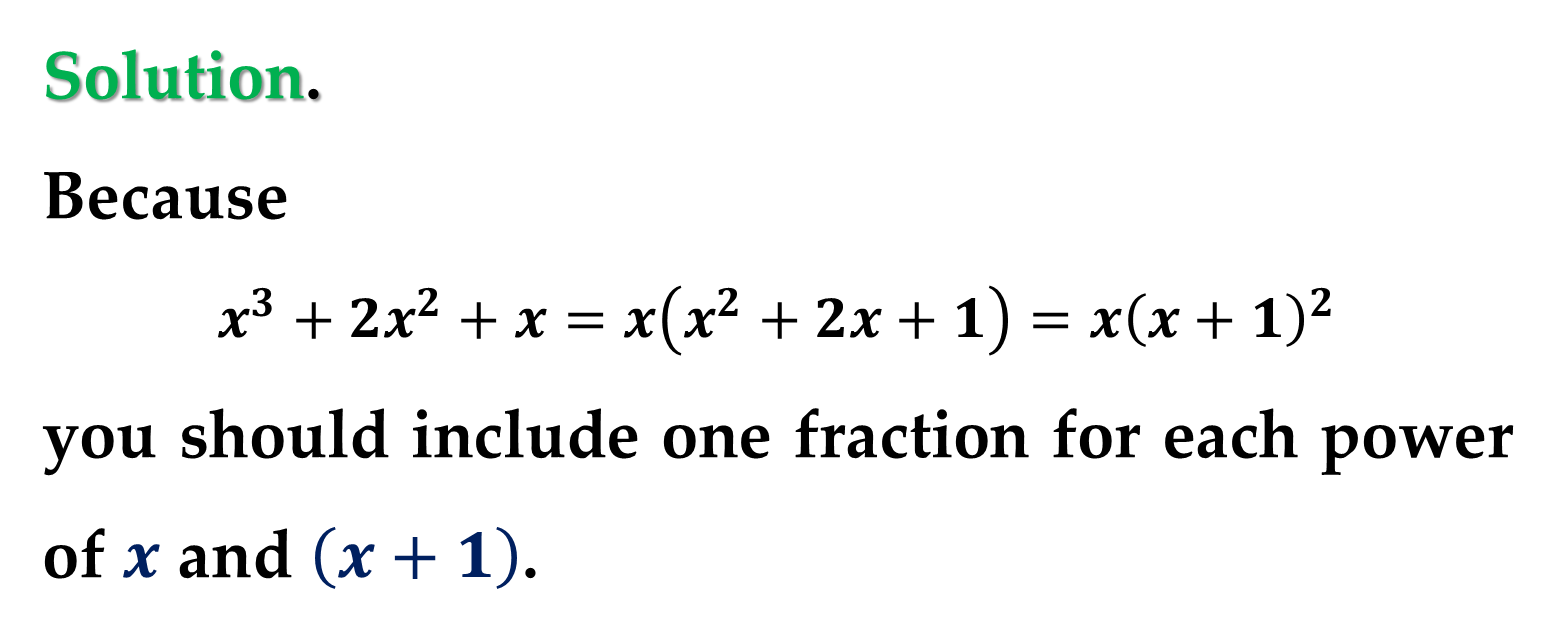 Solution.
Because
x³ + 2x² + x = x(x² + 2x + 1) = x(x + 1)²
you should include one fraction for each power
of x and (x + 1).